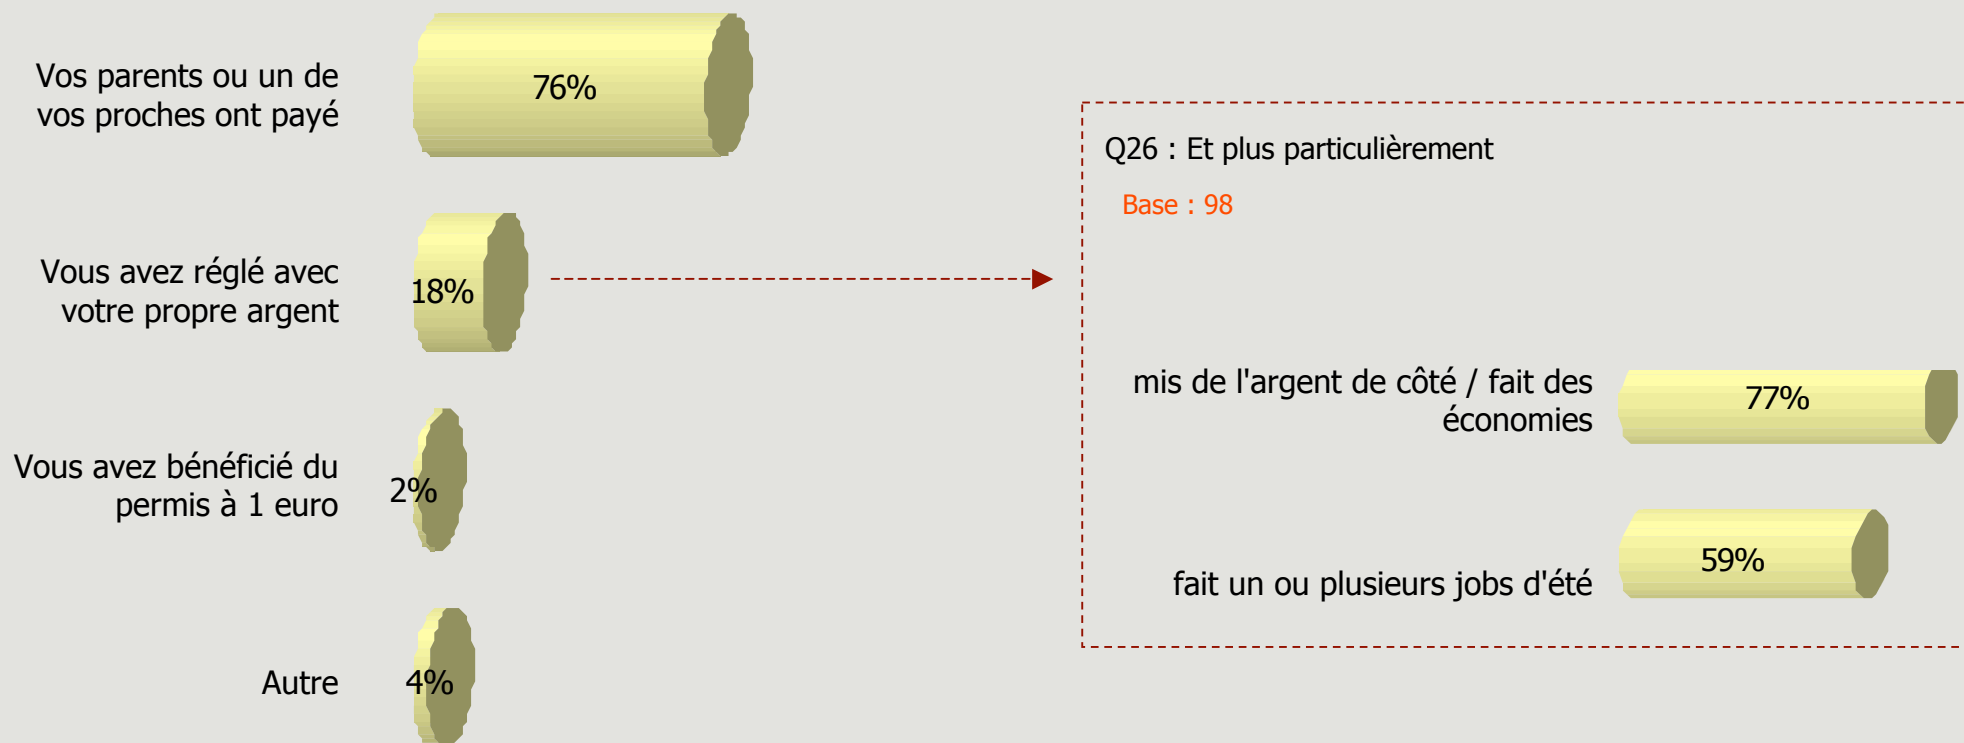 Vos parents ou un de
vos proches ont payé
76%
Vous avez réglé avec
votre propre argent
18%
Vous avez bénéficié du
permis à 1 euro
2%
Autre
4%
Q26 : Et plus particulièrement
Base : 98
mis de l'argent de côté / fait des
économies
77%
fait un ou plusieurs jobs d'été
59%